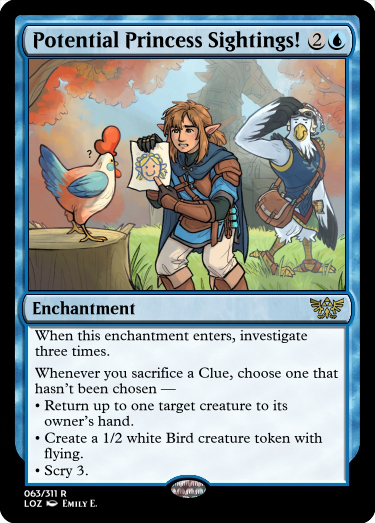 Potential Princess Sightings! 2
?
Enchantment
When this enchantment enters, investigate
three times.
Whenever you sacrifice a Clue, choose one that
hasn't been chosen —
• Return up to one target creature to its
owner's hand.
• Create a 1/2 white Bird creature token with
flying.
• Scry 3.
063/311 R
LOZ EMILY E.